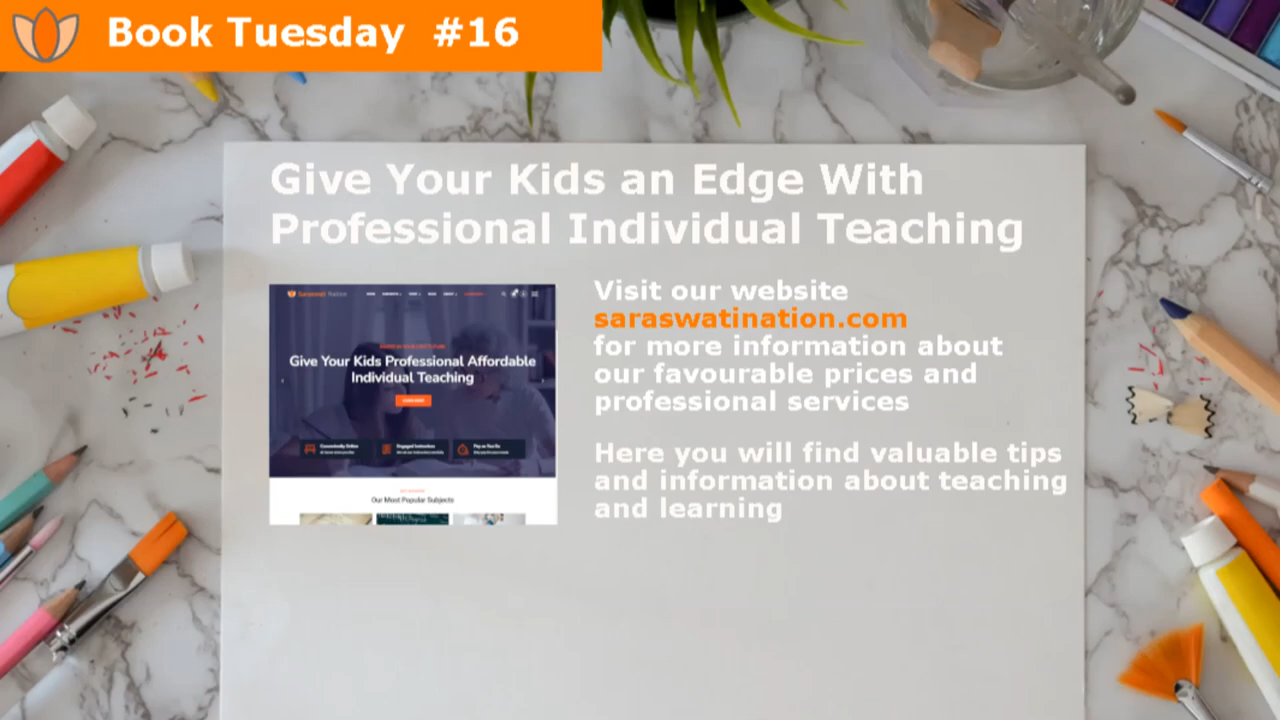 Book Tuesday #16
Give Your Kids an Edge With
Professional Individual Teaching
Saraswati Nation
Give Your Kids Professional Affordable
Individual Teaching
Our Most Popular Subjects
Visit our website
saraswatination.com
for more information about
our favourable prices and
professional services
Here you will find valuable tips
and information about teaching
and learning